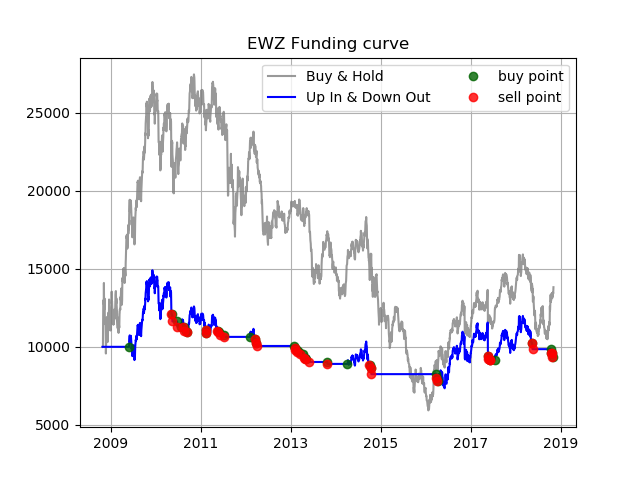 EWZ Funding curve
Buy & Hold
Up In & Down Out
buy point
sell point
25000
20000
15000
10000
5000
2009 2011 2013 2015 2017 2019